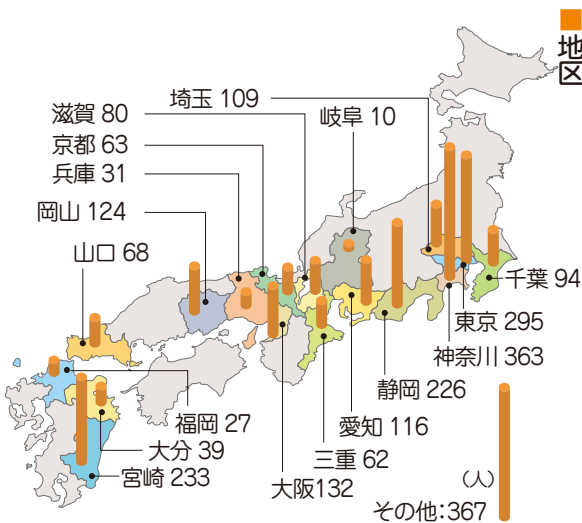 ■地区
埼玉 109
滋賀 80
岐阜 10
京都 63
兵庫 31
岡山 124
山口 68
千葉 94
東京 295
神奈川 363
静岡 226
福岡 27
愛知 116
大分 39
三重 62
宮崎 233
大阪132
(人)
その他:367